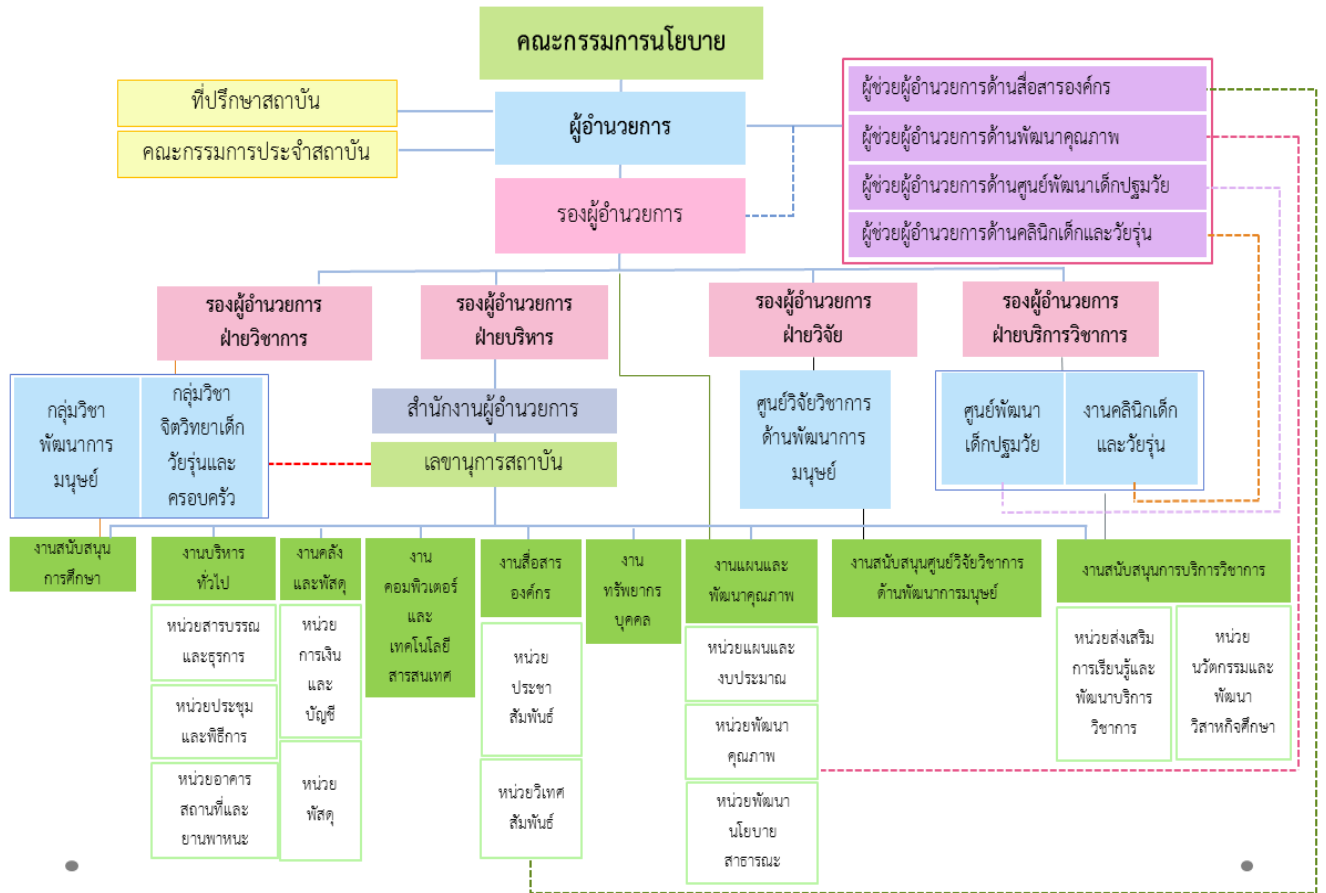 คณะกรรมการนโยบาย
ที่ปรึกษาสถาบัน
คณะกรรมการประจำสถาบัน
ผู้อำนวยการ
รองผู้อำนวยการ
ผู้ช่วยผู้อำนวยการด้านสื่อสารองค์กร
ผู้ช่วยผู้อำนวยการด้านพัฒนาคุณภาพ
ผู้ช่วยผู้อำนวยการด้านศูนย์พัฒนาเด็กปฐมวัย
ผู้ช่วยผู้อำนวยการด้านคลินิกเด็กและวัยรุ่น
รองผู้อำนวยการ
ฝ่ายวิชาการ
รองผู้อำนวยการ
ฝ่ายบริหาร
รองผู้อำนวยการ
ฝ่ายวิจัย
รองผู้อำนวยการ
ฝ่ายบริการวิชาการ
กลุ่มวิชา
พัฒนาการ
มนุษย์
กลุ่มวิชา
จิตวิทยาเด็ก
วัยรุ่นและ
ครอบครัว
สำนักงานผู้อำนวยการ
เลขานุการสถาบัน
ศูนย์วิจัยวิชาการ
ด้านพัฒนาการ
มนุษย์
ศูนย์พัฒนา
เด็กปฐมวัย
งานคลินิกเด็ก
และวัยรุ่น
งานสนับสนุน
การศึกษา
งานบริหาร
ทั่วไป
หน่วยสารบรรณ
และธุรการ
หน่วยประชุม
และพิธีการ
หน่วยอาคาร
สถานที่และ
ยานพาหนะ
งานคลัง
และพัสดุ
หน่วย
การเงิน
และ
บัญชี
หน่วย
พัสดุ
งาน
คอมพิวเตอร์
และ
เทคโนโลยี
สารสนเทศ
งานสื่อสาร
องค์กร
หน่วย
ประชา
สัมพันธ์
หน่วยวิเทศ
สัมพันธ์
งาน
ทรัพยากร
บุคคล
งานแผนและ
พัฒนาคุณภาพ
หน่วยแผนและ
งบประมาณ
หน่วยพัฒนา
คุณภาพ
หน่วยพัฒนา
นโยบาย
สาธารณะ
งานสนับสนุนศูนย์วิจัยวิชาการ
ด้านพัฒนาการมนุษย์
งานสนับสนุนการบริการวิชาการ
หน่วยส่งเสริม
การเรียนรู้และ
พัฒนาบริการ
วิชาการ
หน่วย
นวัตกรรมและ
พัฒนา
วิสาหกิจศึกษา